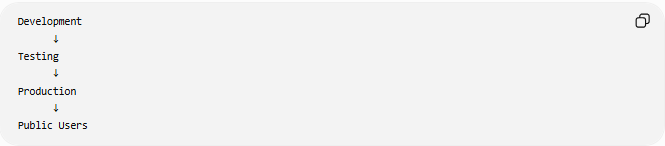 Development
↓
Testing
↓
Production
↓
Public Users